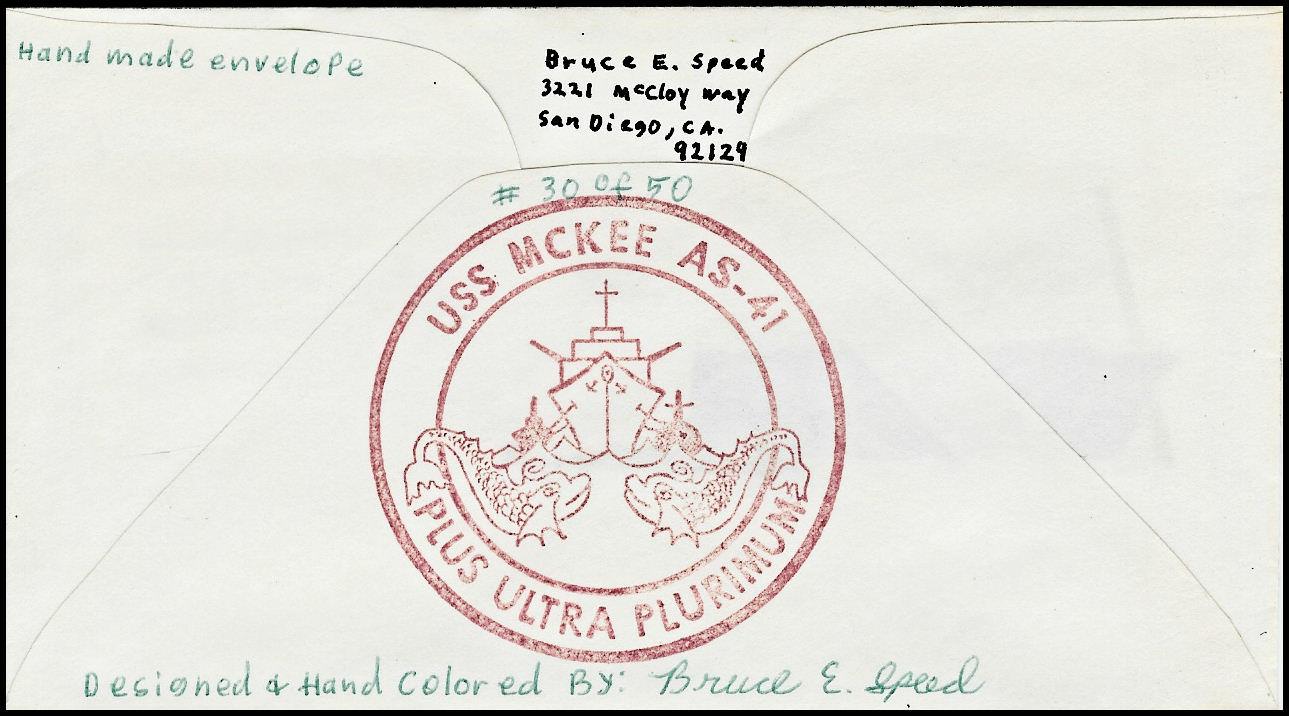 Hand made envelope
Bruce E. Speed
3221 McCloy Way
San Diego, CA.
92129
# 30 of 50
USS MCKEE AS-41
PLUS ULTRA PLURIMUM
Designed & Hand Colored By: Bruce E. Speed